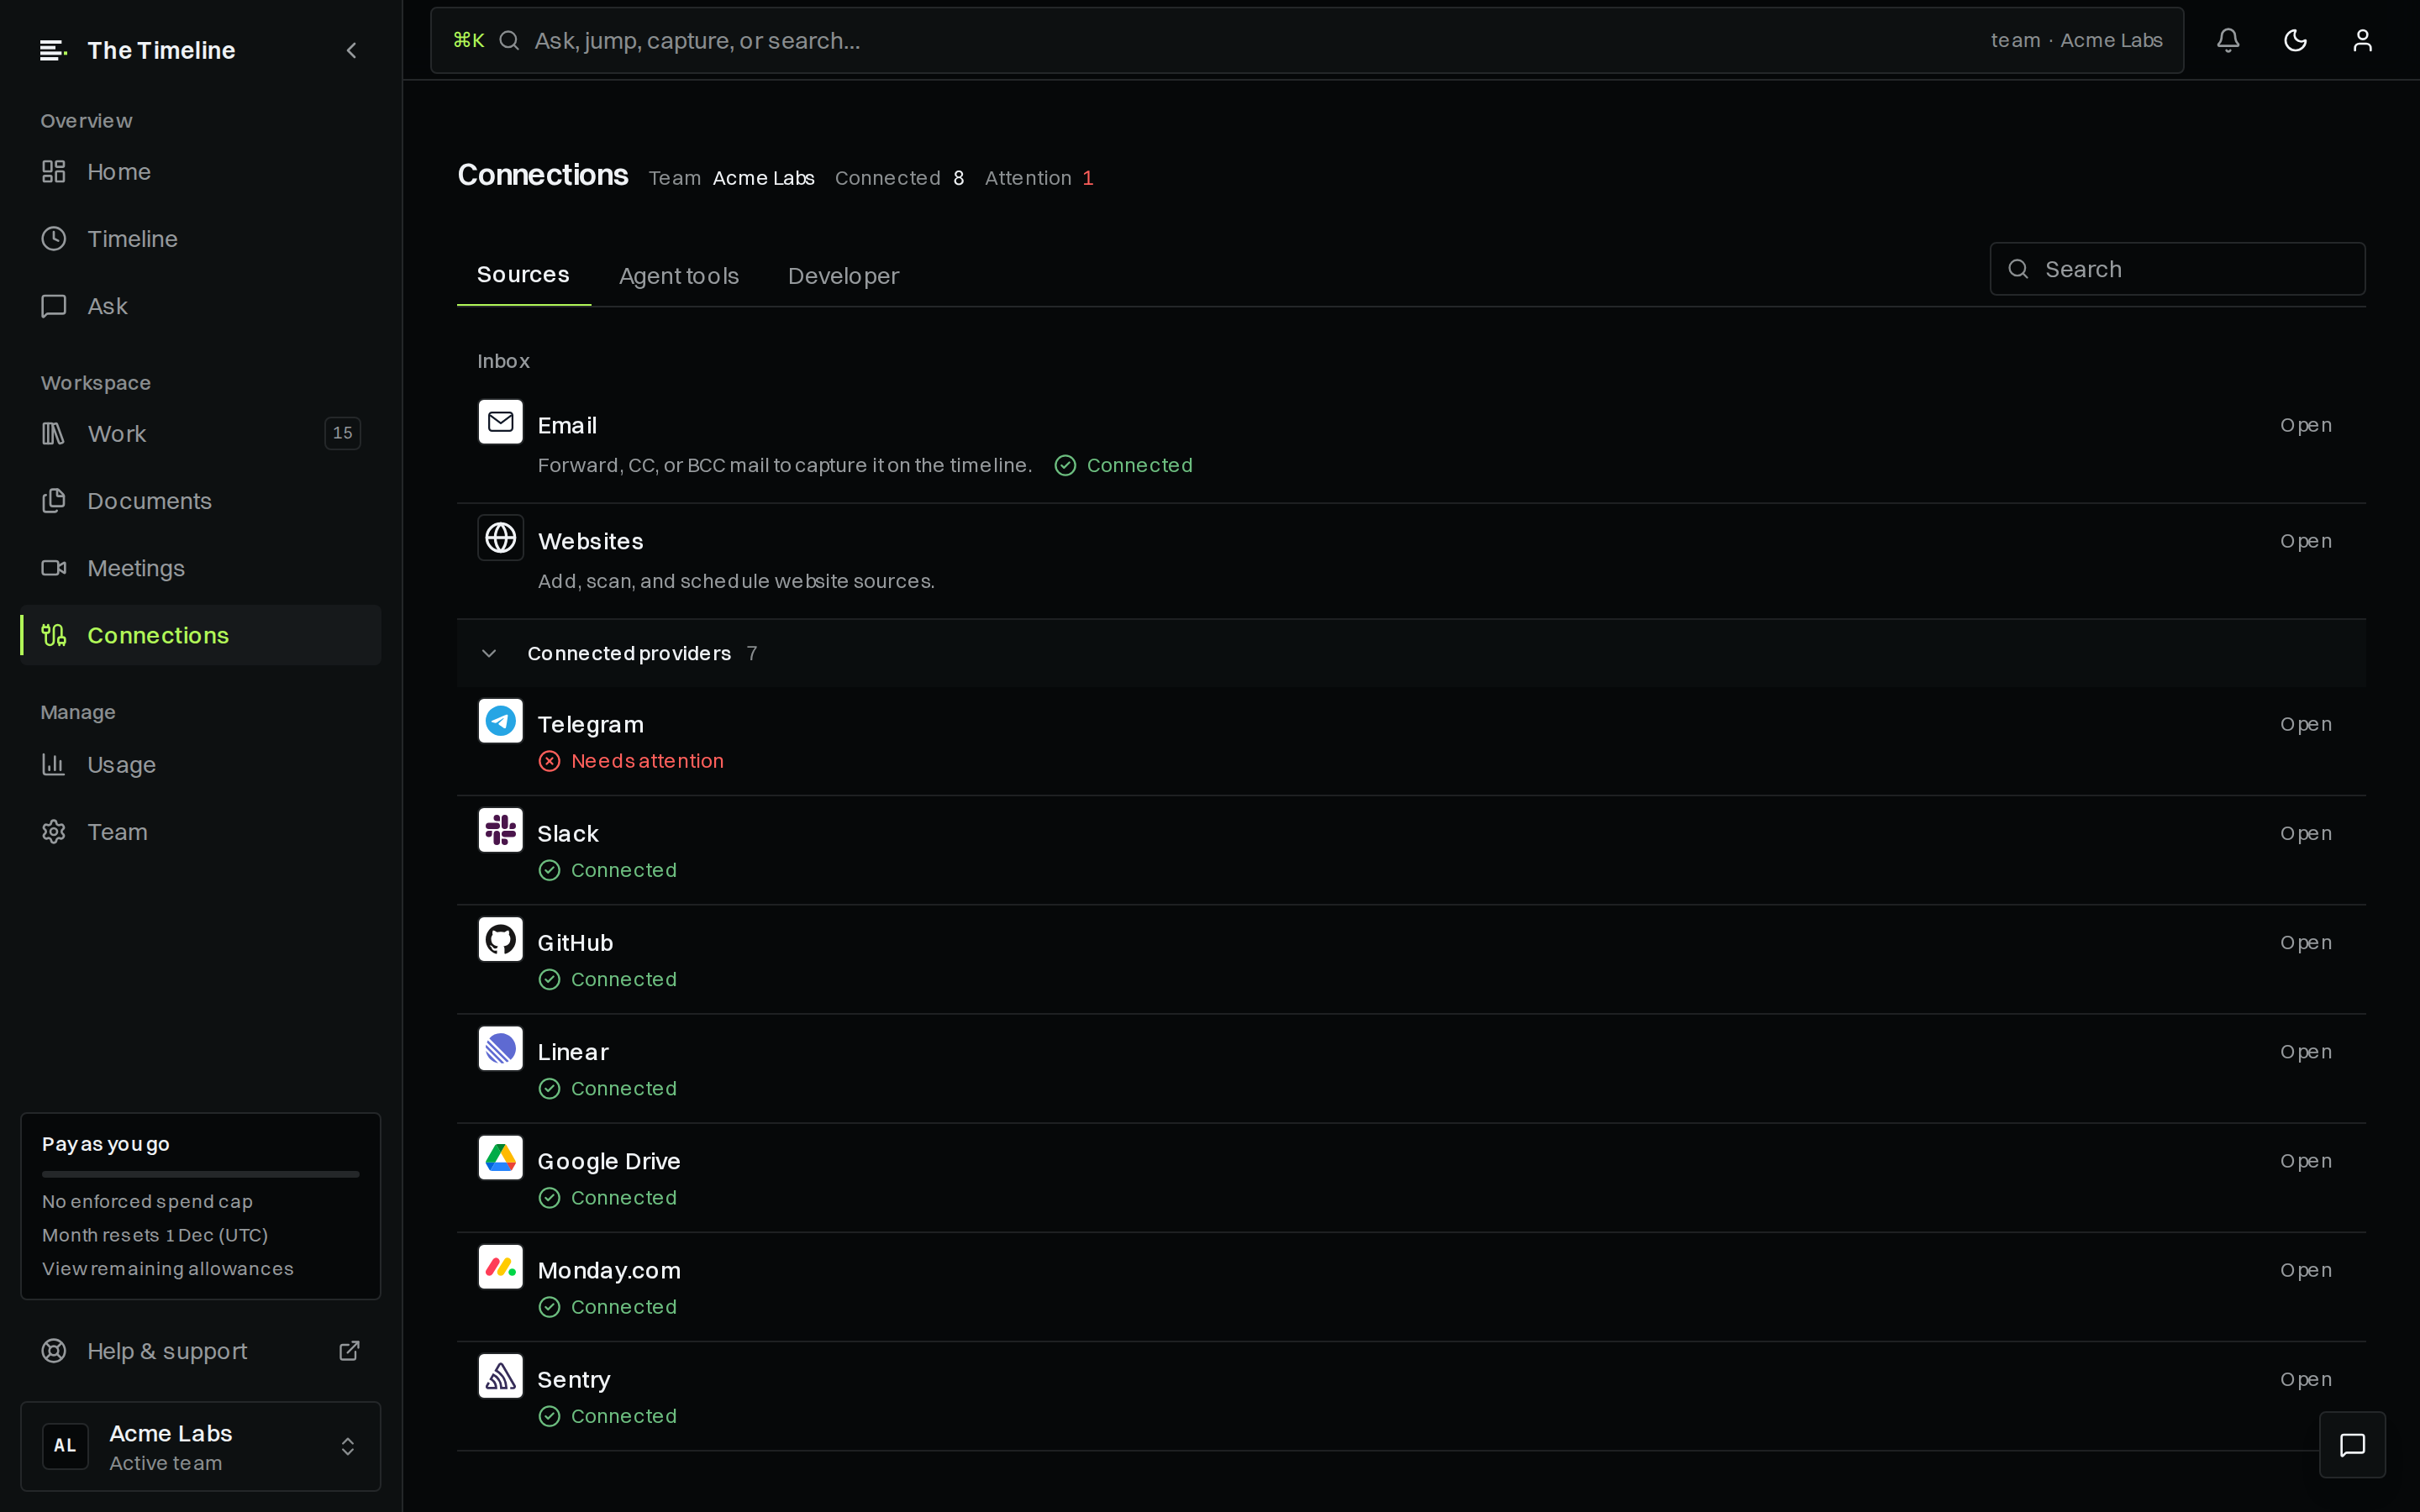 The Timeline
Overview
Home
Timeline
Ask
Workspace
Work 15
Documents
Meetings
Connections
Manage
Usage
Team
Pay as you go
No enforced spend cap
Month resets 1 Dec (UTC)
View remaining allowances
Help & support
AL
Acme Labs
Active team
⌘K Ask, jump, capture, or search... team · Acme Labs
Connections Team Acme Labs Connected 8 Attention 1
Sources Agent tools Developer Search
Inbox
Email Open
Forward, CC, or BCC mail to capture it on the timeline. Connected
Websites Open
Add, scan, and schedule website sources.
Connected providers 7
Telegram Open
Needs attention
Slack Open
Connected
GitHub Open
Connected
Linear Open
Connected
Google Drive Open
Connected
Monday.com Open
Connected
Sentry Open
Connected